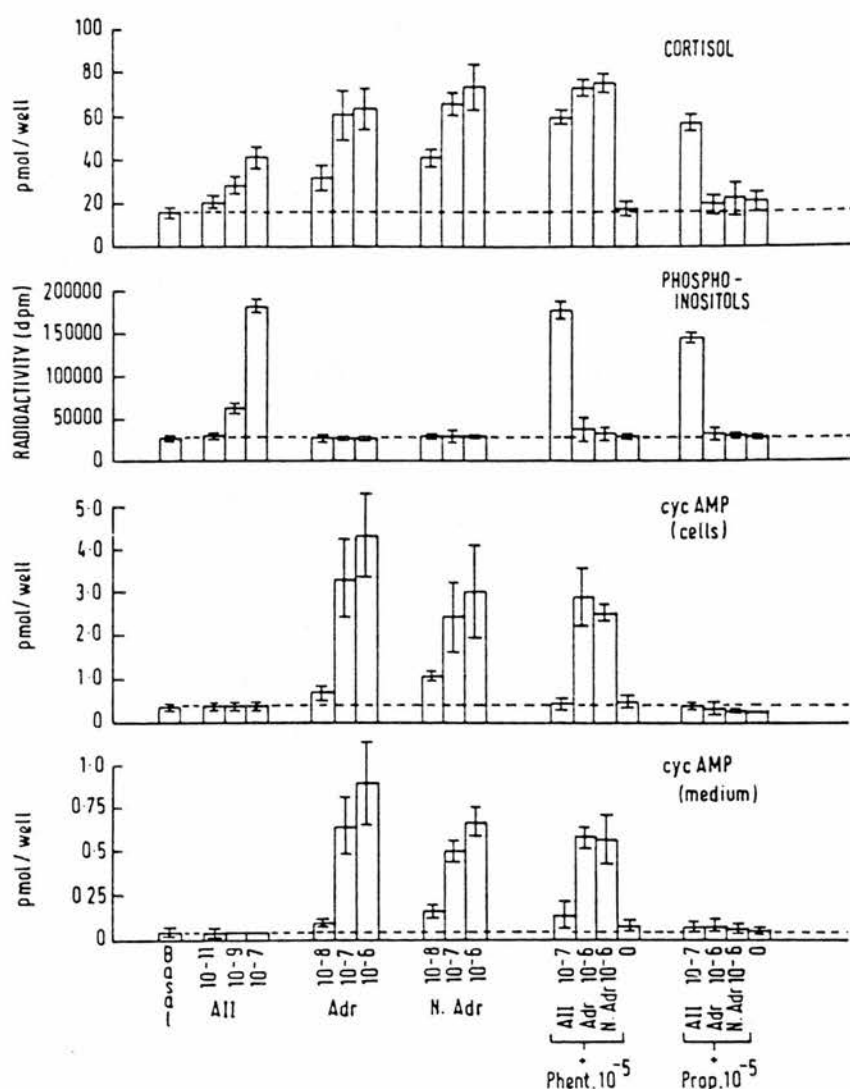 CORTISOL
pmol/well
100
80
60
40
20
0
PHOSPHO-
INOSITOLS
RADIOACTIVITY (dpm)
200000
150000
100000
50000
0
cyc AMP
(cells)
pmol/well
5·0
4·0
3·0
2·0
1·0
0
cyc AMP
(medium)
pmol/well
1·0
0·75
0·5
0·25
0
Basal
10-11
10-9
10-7
AII
10-8
10-7
10-6
Adr
10-8
10-7
10-6
N. Adr
AII 10-7
Adr 10-6
N. Adr 10-6
0
+
Phent. 10-5
AII 10-7
Adr 10-6
N. Adr 10-6
0
+
Prop. 10-5